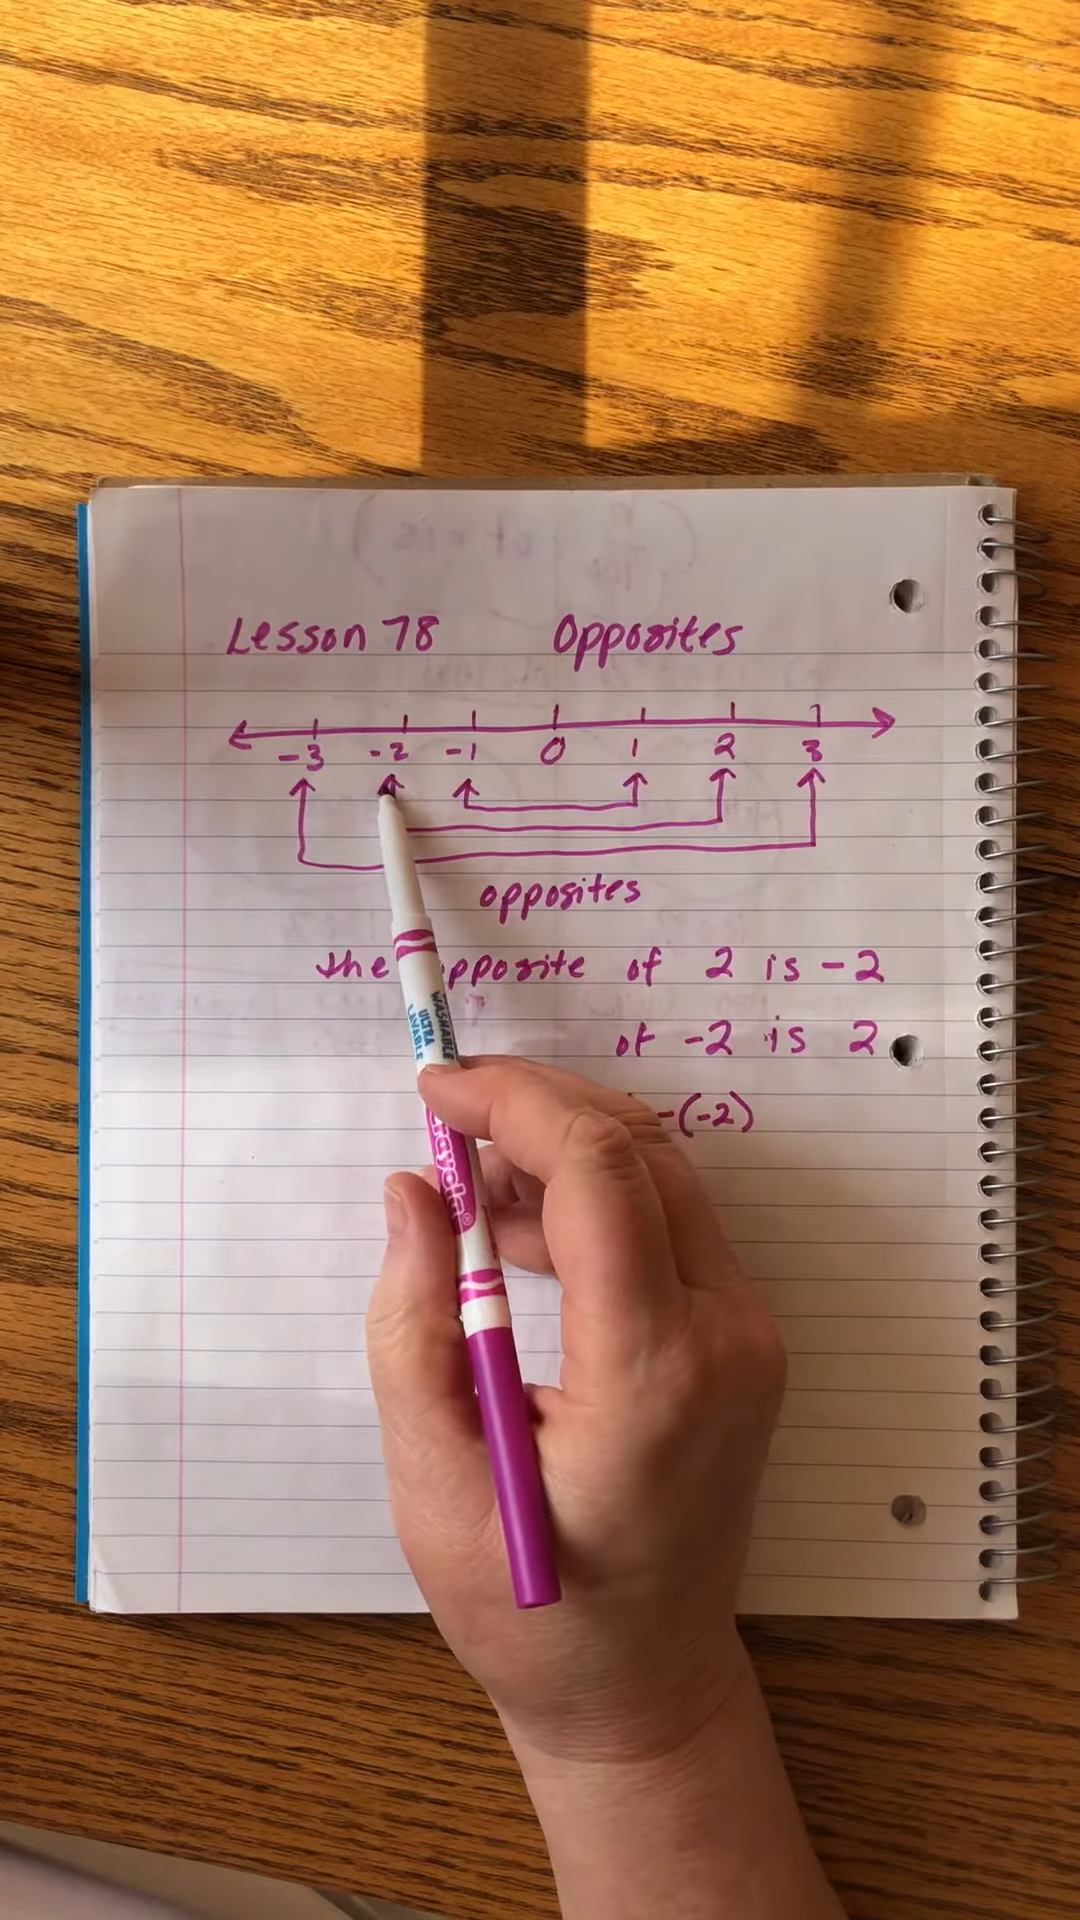 Lesson 78 Opposites
-3 -2 -1 0 1 2 3
opposites
the opposite of 2 is -2
of -2 is 2
-(-2)
ULTRA WASHABLE
LAVABLE
Crayola®